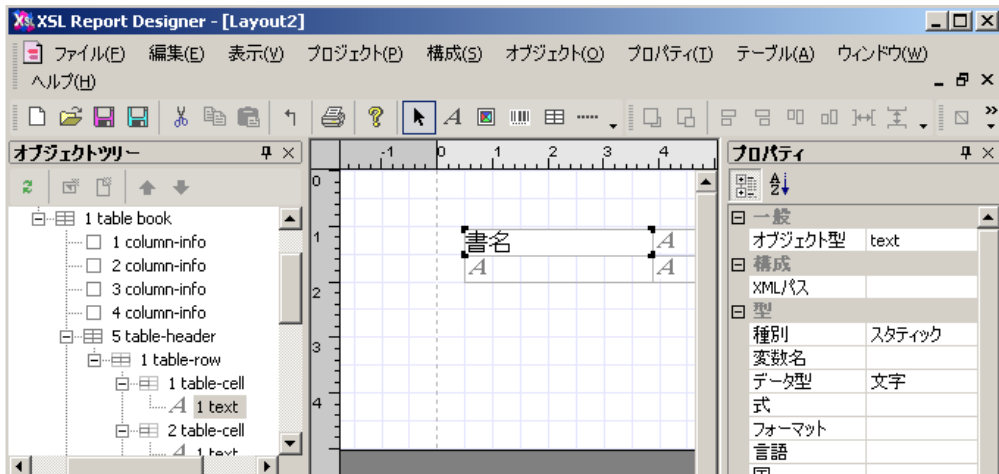 XSL Report Designer - [Layout2]
ファイル(F) 編集(E) 表示(V) プロジェクト(P) 構成(S) オブジェクト(O) プロパティ(T) テーブル(A) ウィンドウ(W)
ヘルプ(H)
オブジェクトツリー
1 table book
1 column-info
2 column-info
3 column-info
4 column-info
5 table-header
1 table-row
1 table-cell
A 1 text
2 table-cell
A 1 text
-1 0 1 2 3 4
0
1
2
3
4
書名 A
A A
プロパティ
一般
オブジェクト型 text
構成
XMLパス
型
種別 スタティック
変数名
データ型 文字
式
フォーマット
言語